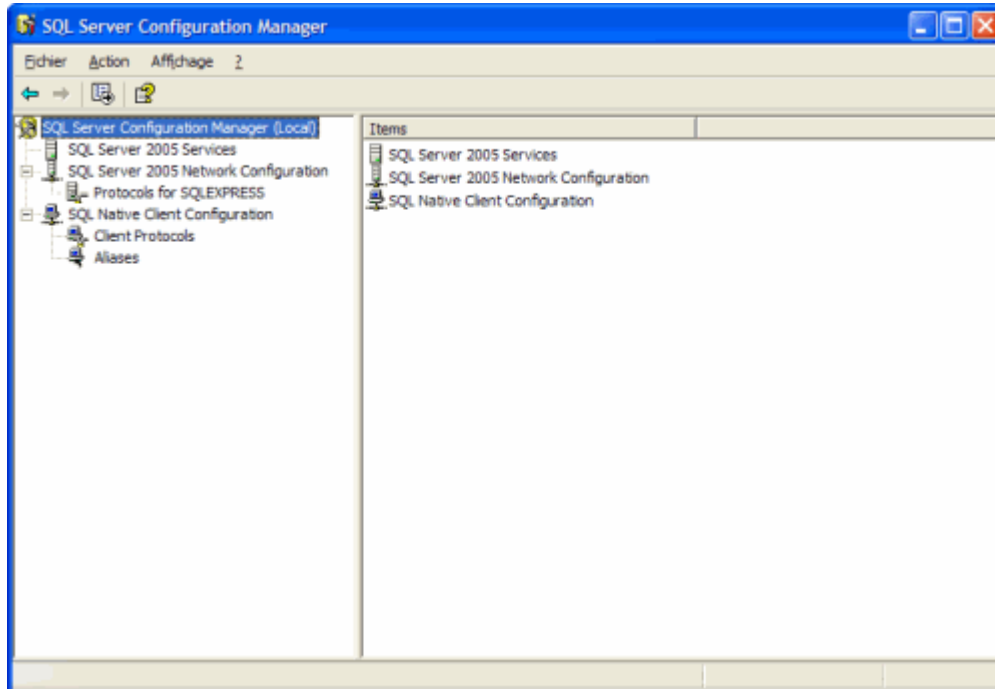 SQL Server Configuration Manager
Fichier Action Affichage ?
SQL Server Configuration Manager (Local)
SQL Server 2005 Services
SQL Server 2005 Network Configuration
Protocols for SQLEXPRESS
SQL Native Client Configuration
Client Protocols
Aliases
Items
SQL Server 2005 Services
SQL Server 2005 Network Configuration
SQL Native Client Configuration